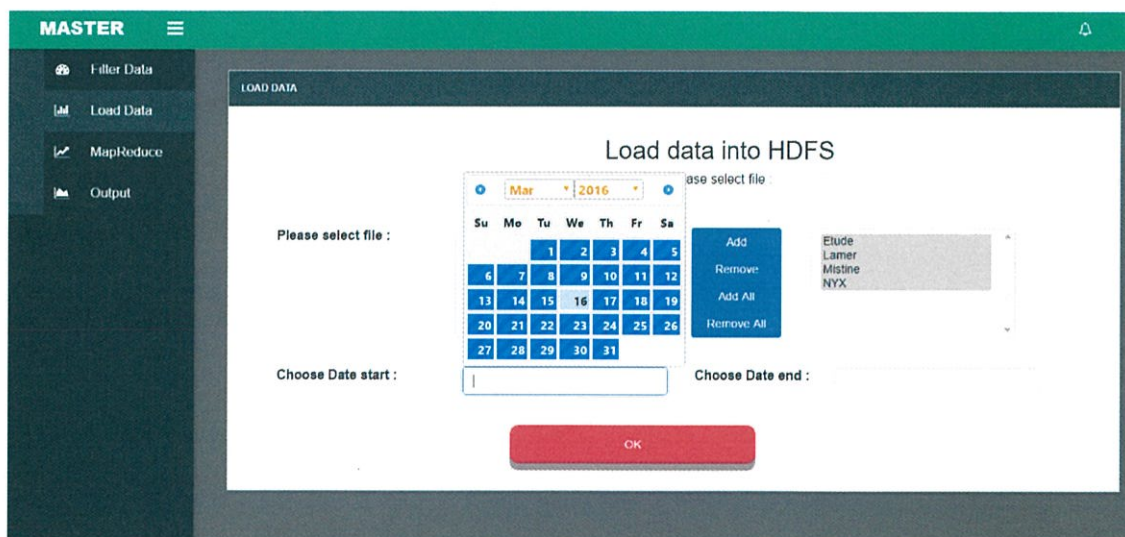 MASTER
Filter Data
Load Data
MapReduce
Output
LOAD DATA
Load data into HDFS
ase select file :
Mar 2016
Su Mo Tu We Th Fr Sa
1 2 3 4 5
6 7 8 9 10 11 12
13 14 15 16 17 18 19
20 21 22 23 24 25 26
27 28 29 30 31
Please select file :
Add
Remove
Add All
Remove All
Etude
Lamer
Mistine
NYX
Choose Date start :
Choose Date end :
OK